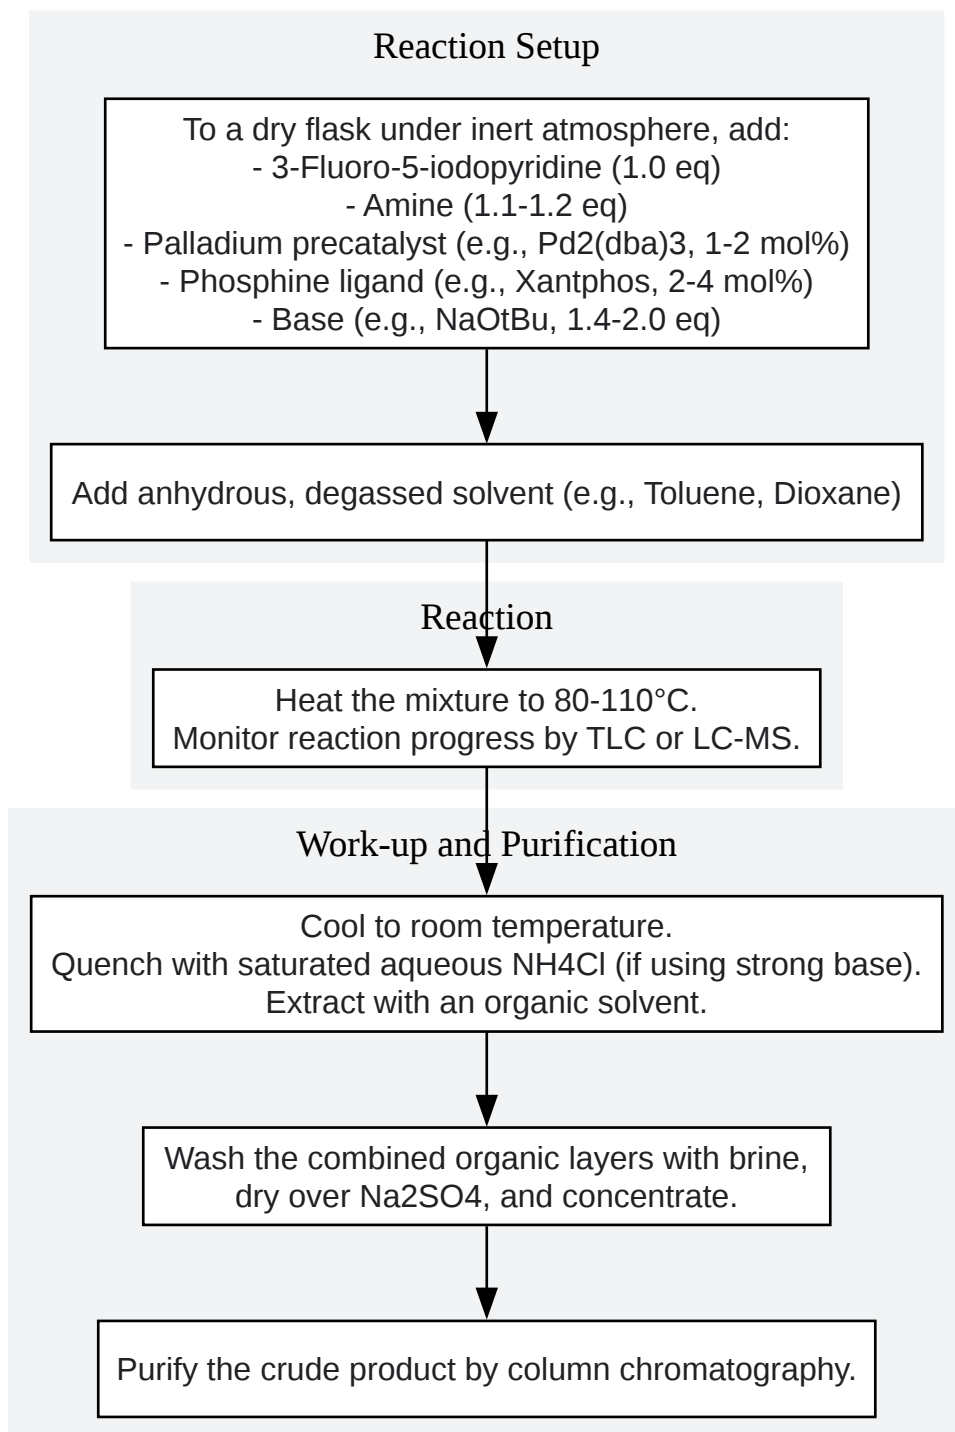 Reaction Setup
To a dry flask under inert atmosphere, add:
- 3-Fluoro-5-iodopyridine (1.0 eq)
- Amine (1.1-1.2 eq)
- Palladium precatalyst (e.g., Pd2(dba)3, 1-2 mol%)
- Phosphine ligand (e.g., Xantphos, 2-4 mol%)
- Base (e.g., NaOtBu, 1.4-2.0 eq)
Add anhydrous, degassed solvent (e.g., Toluene, Dioxane)
Reaction
Heat the mixture to 80-110°C.
Monitor reaction progress by TLC or LC-MS.
Work-up and Purification
Cool to room temperature.
Quench with saturated aqueous NH4Cl (if using strong base).
Extract with an organic solvent.
Wash the combined organic layers with brine,
dry over Na2SO4, and concentrate.
Purify the crude product by column chromatography.